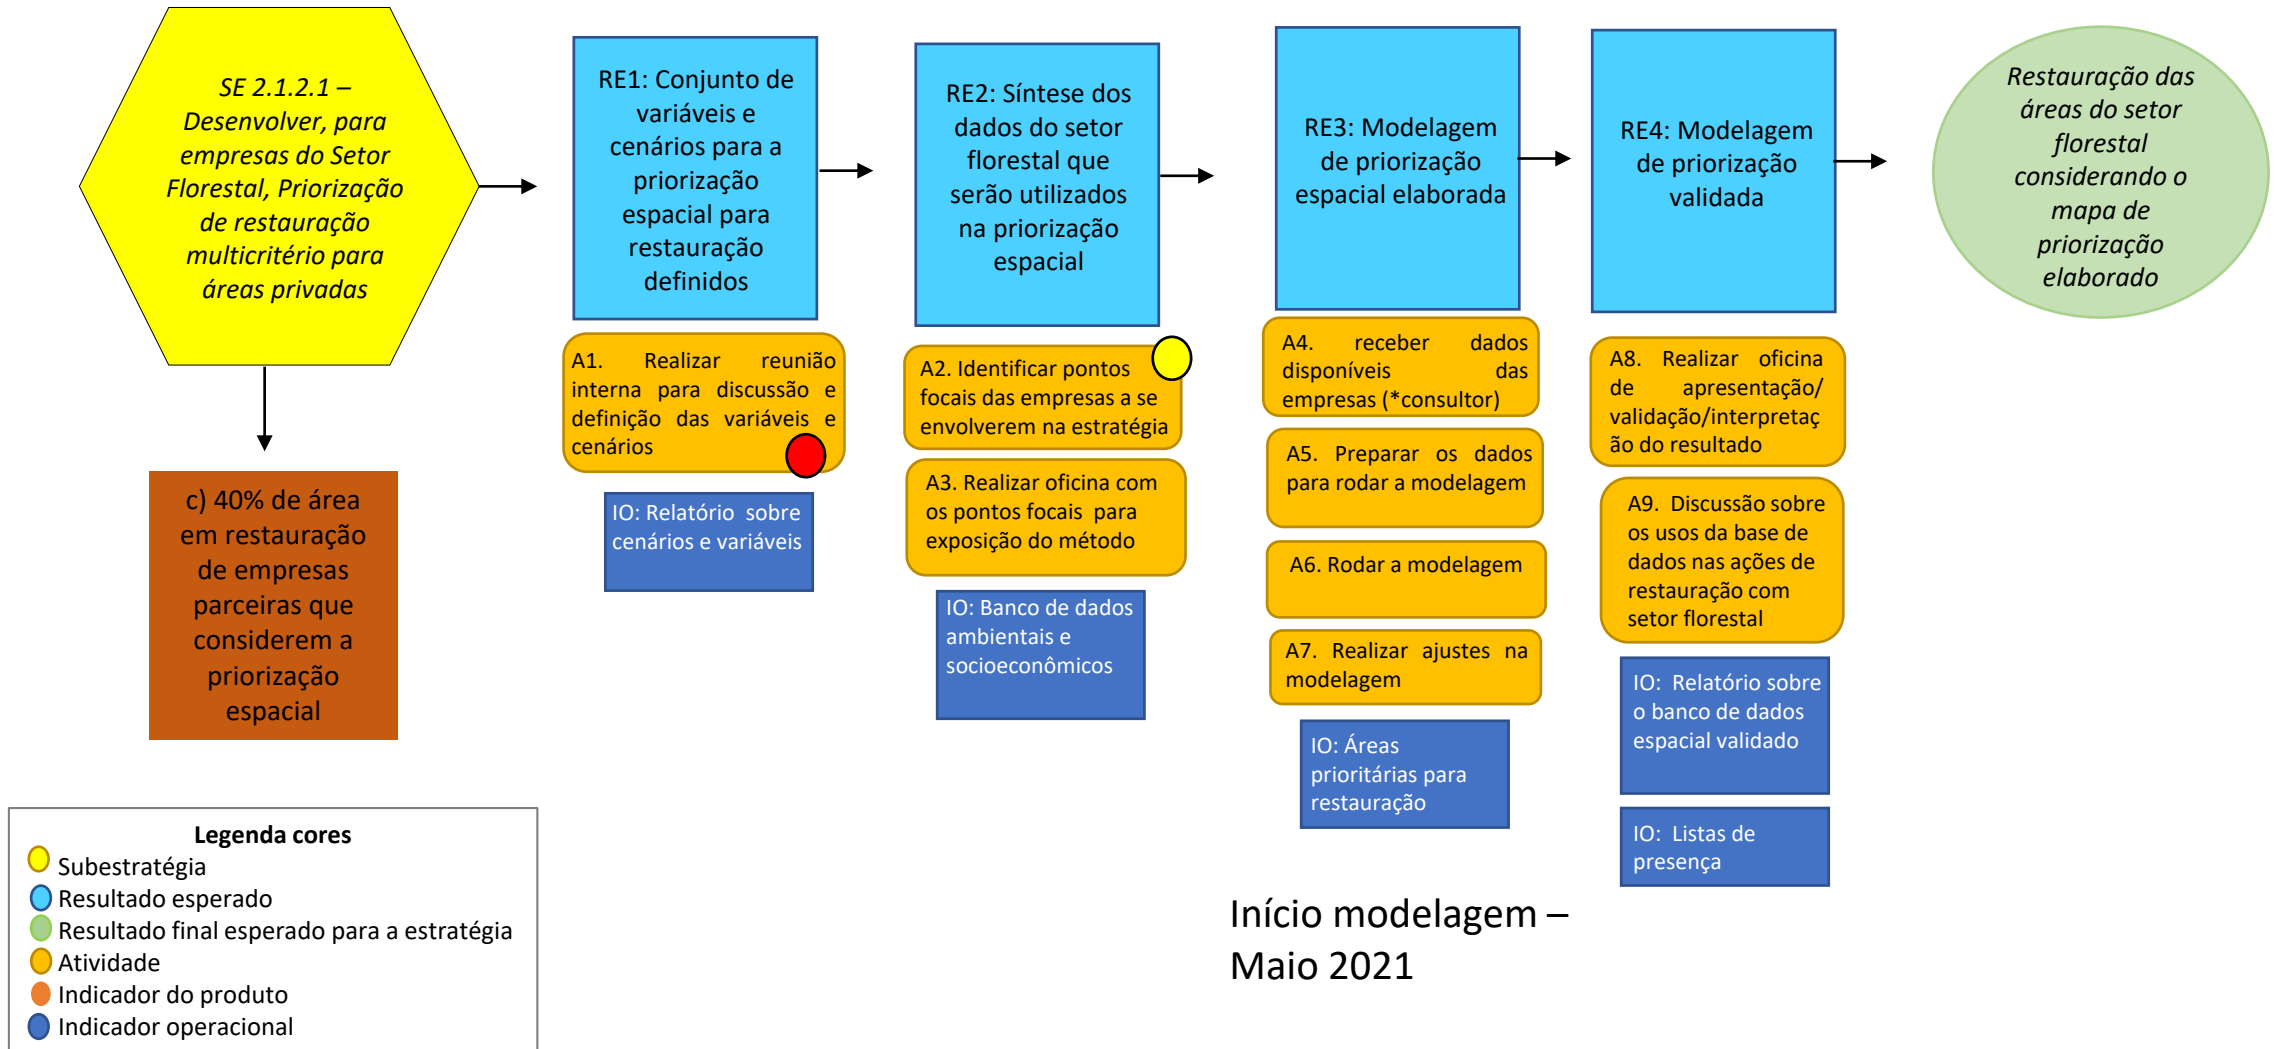 SE 2.1.2.1 –
Desenvolver, para
empresas do Setor
Florestal, Priorização
de restauração
multicritério para
áreas privadas
c) 40% de área
em restauração
de empresas
parceiras que
considerem a
priorização
espacial
RE1: Conjunto de
variáveis e
cenários para a
priorização
espacial para
restauração
definidos
A1. Realizar reunião
interna para discussão e
definição das variáveis e
cenários
IO: Relatório sobre
cenários e variáveis
RE2: Síntese dos
dados do setor
florestal que
serão utilizados
na priorização
espacial
A2. Identificar pontos
focais das empresas a se
envolverem na estratégia
A3. Realizar oficina com
os pontos focais para
exposição do método
IO: Banco de dados
ambientais e
socioeconômicos
RE3: Modelagem
de priorização
espacial elaborada
A4. receber dados
disponíveis das
empresas (*consultor)
A5. Preparar os dados
para rodar a modelagem
A6. Rodar a modelagem
A7. Realizar ajustes na
modelagem
IO: Áreas
prioritárias para
restauração
RE4: Modelagem
de priorização
validada
A8. Realizar oficina
de apresentação/
validação/interpretaç
ão do resultado
A9. Discussão sobre
os usos da base de
dados nas ações de
restauração com
setor florestal
IO: Relatório sobre
o banco de dados
espacial validado
IO: Listas de
presença
Restauração das
áreas do setor
florestal
considerando o
mapa de
priorização
elaborado
Início modelagem –
Maio 2021
Legenda cores
Subestratégia
Resultado esperado
Resultado final esperado para a estratégia
Atividade
Indicador do produto
Indicador operacional